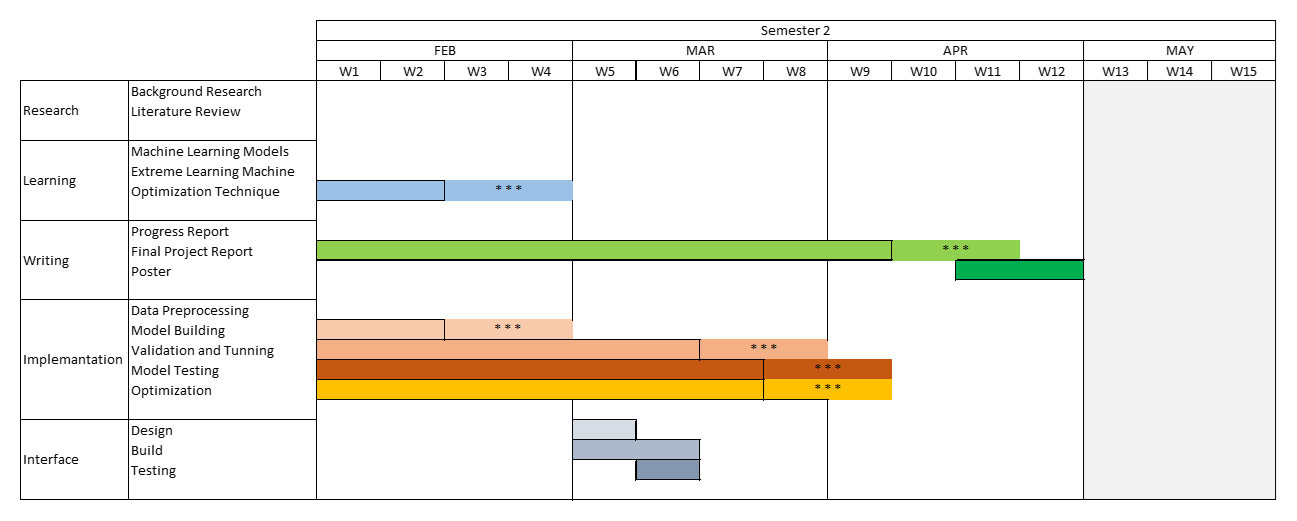 Semester 2
FEB MAR APR MAY
W1 W2 W3 W4 W5 W6 W7 W8 W9 W10 W11 W12 W13 W14 W15
Research
Background Research
Literature Review
Learning
Machine Learning Models
Extreme Learning Machine
Optimization Technique
* * *
Writing
Progress Report
Final Project Report
* * *
Poster
Implemantation
Data Preprocessing
Model Building
* * *
Validation and Tunning
* * *
Model Testing
* * *
Optimization
* * *
Interface
Design
Build
Testing